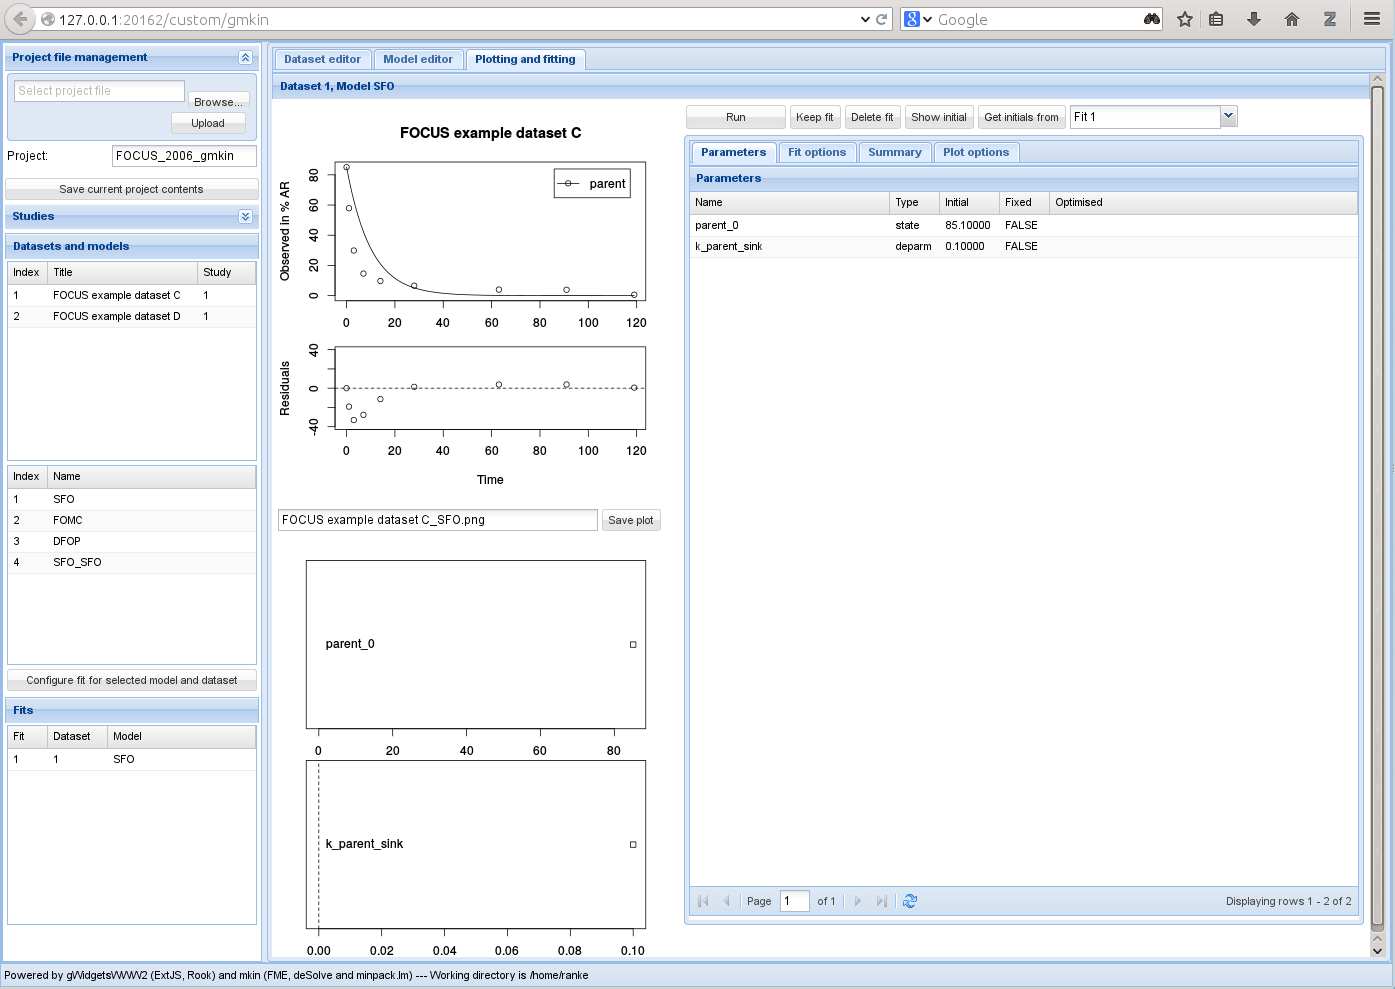 127.0.0.1:20162/custom/gmkin
Google
Project file management
Select project file
Browse...
Upload
Project: FOCUS_2006_gmkin
Save current project contents
Studies
Datasets and models
Index Title Study
1 FOCUS example dataset C 1
2 FOCUS example dataset D 1
Index Name
1 SFO
2 FOMC
3 DFOP
4 SFO_SFO
Configure fit for selected model and dataset
Fits
Fit Dataset Model
1 1 SFO
Dataset editor Model editor Plotting and fitting
Dataset 1, Model SFO
FOCUS example dataset C
Observed in % AR
80
60
40
20
0
parent
0 20 40 60 80 100 120
Residuals
40
0
-40
0 20 40 60 80 100 120
Time
FOCUS example dataset C_SFO.png Save plot
parent_0
0 20 40 60 80
k_parent_sink
0.00 0.02 0.04 0.06 0.08 0.10
Run Keep fit Delete fit Show initial Get initials from Fit 1
Parameters Fit options Summary Plot options
Parameters
Name Type Initial Fixed Optimised
parent_0 state 85.10000 FALSE
k_parent_sink deparm 0.10000 FALSE
Page 1 of 1 Displaying rows 1 - 2 of 2
Powered by gWidgetsWWW2 (ExtJS, Rook) and mkin (FME, deSolve and minpack.lm) --- Working directory is /home/ranke